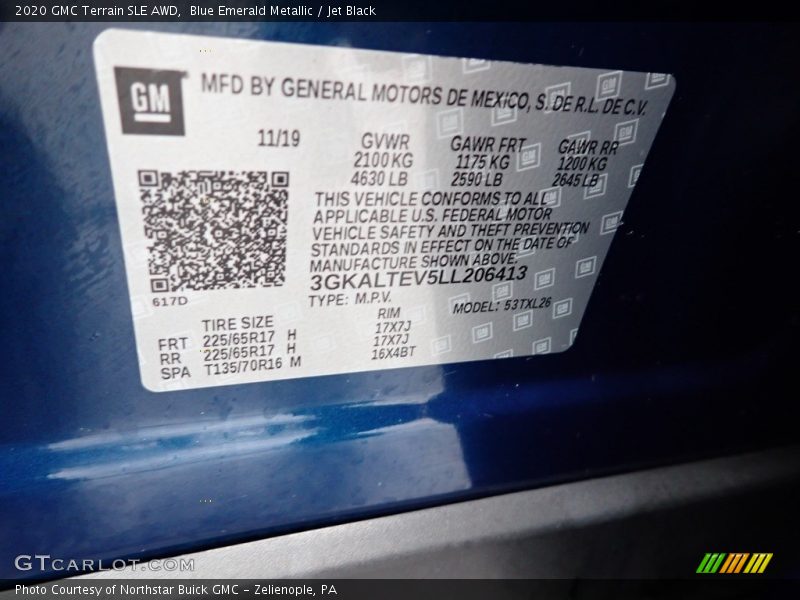 2020 GMC Terrain SLE AWD,  Blue Emerald Metallic / Jet Black
GM
MFD BY GENERAL MOTORS DE MEXICO, S. DE R.L. DE C.V.
11/19
GVWR GAWR FRT GAWR RR
2100 KG 1175 KG 1200 KG
4630 LB 2590 LB 2645 LB
THIS VEHICLE CONFORMS TO ALL
APPLICABLE U.S. FEDERAL MOTOR
VEHICLE SAFETY AND THEFT PREVENTION
STANDARDS IN EFFECT ON THE DATE OF
MANUFACTURE SHOWN ABOVE.
3GKALTEV5LL206413
617D
TYPE: M.P.V. MODEL: 53TXL26
TIRE SIZE RIM
FRT 225/65R17 H 17X7J
RR 225/65R17 H 17X7J
SPA T135/70R16 M 16X4BT
GTCARLOT.COM
Photo Courtesy of Northstar Buick GMC - Zelienople, PA